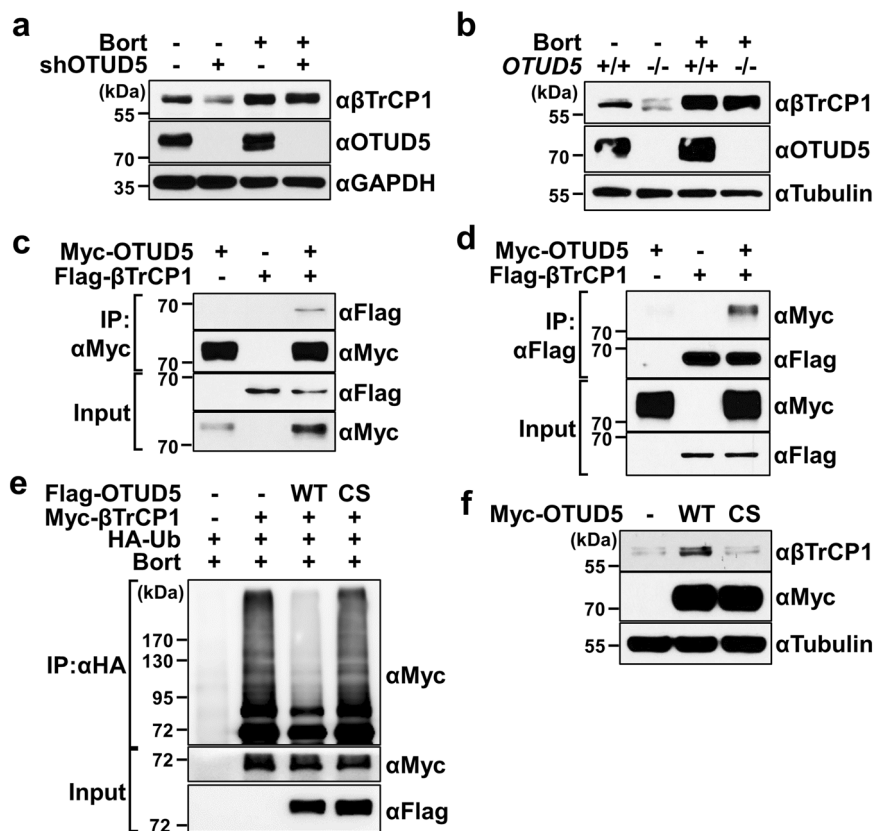 a
Bort - - + +
shOTUD5 - + - +
(kDa)
55
αβTrCP1
70
αOTUD5
35
αGAPDH
b
Bort - - + +
OTUD5 +/+ -/- +/+ -/-
(kDa)
55
αβTrCP1
70
αOTUD5
55
αTubulin
c
Myc-OTUD5 + - +
Flag-βTrCP1 - + +
IP:
αMyc
70
αFlag
70
αMyc
Input
70
αFlag
70
αMyc
d
Myc-OTUD5 + - +
Flag-βTrCP1 - + +
IP:
αFlag
70
αMyc
70
αFlag
Input
αMyc
70
70
αFlag
e
Flag-OTUD5 - - WT CS
Myc-βTrCP1 - + + +
HA-Ub + + + +
Bort + + + +
(kDa)
170
130
IP:αHA
αMyc
95
72
Input
72
αMyc
αFlag
72
f
Myc-OTUD5 - WT CS
(kDa)
55
αβTrCP1
70
αMyc
55
αTubulin